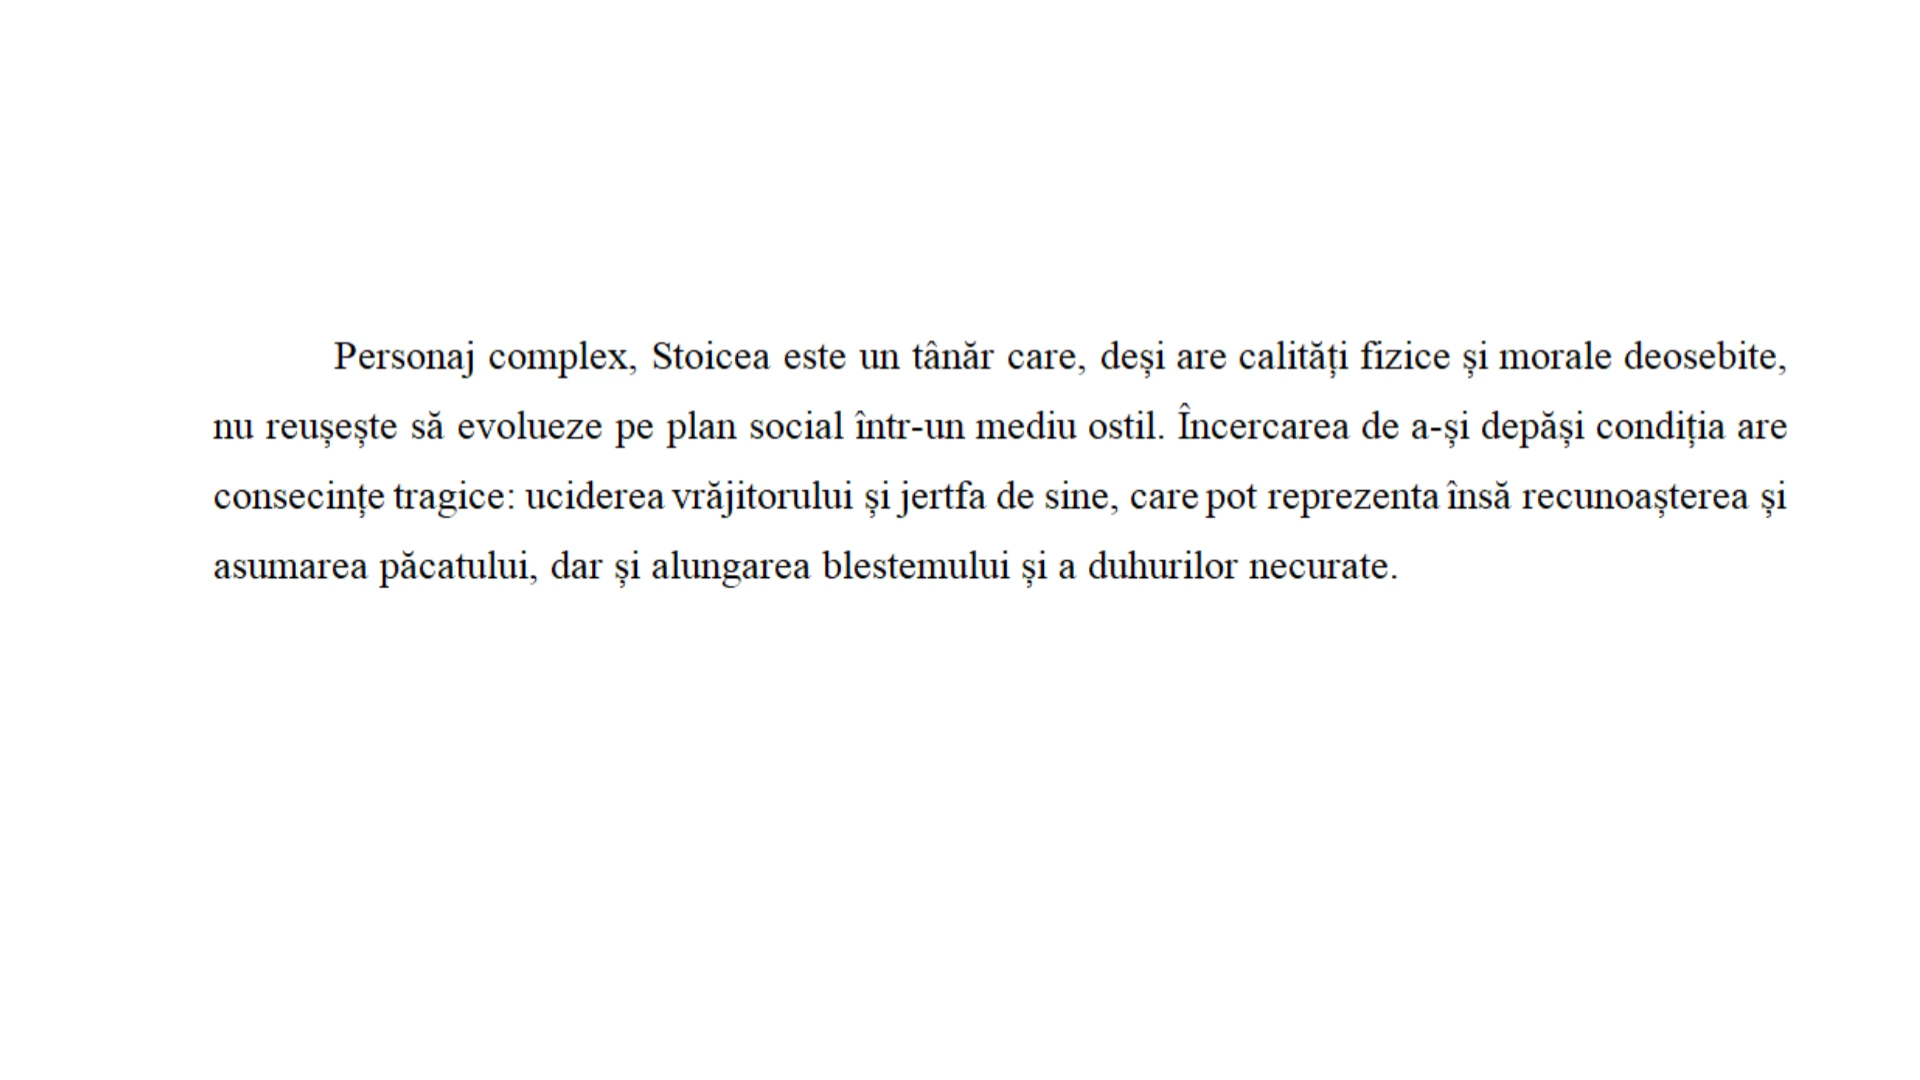 Personaj complex, Stoicea este un tânăr care, deși are calități fizice și morale deosebite,
nu reușește să evolueze pe plan social într-un mediu ostil. Încercarea de a-și depăși condiția are
consecințe tragice: uciderea vrăjitorului și jertfa de sine, care pot reprezenta însă recunoașterea și
asumarea păcatului, dar și alungarea blestemului și a duhurilor necurate.